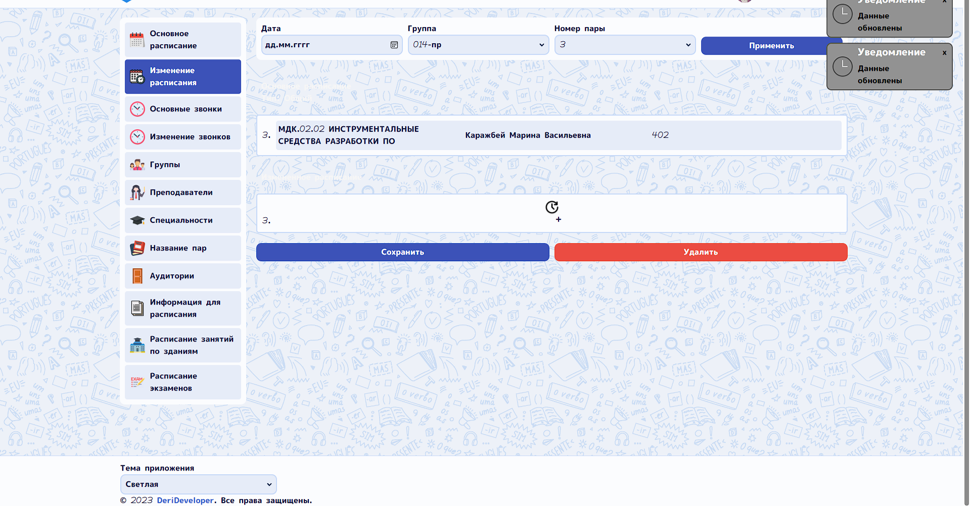 Уведомление x
Данные
обновлены
Уведомление x
Данные
обновлены
Дата
дд.мм.гггг
Группа
014-пр
Номер пары
3
Применить
Основное
расписание
Изменение
расписания
Основные звонки
Изменение звонков
Группы
Преподаватели
Специальности
Название пар
Аудитории
Информация для
расписания
Расписание занятий
по зданиям
Расписание
экзаменов
3. МДК.02.02 ИНСТРУМЕНТАЛЬНЫЕ
СРЕДСТВА РАЗРАБОТКИ ПО
Каражбей Марина Васильевна
402
3.
+
Сохранить
Удалить
Тема приложения
Светлая
© 2023 DeriDeveloper. Все права защищены.